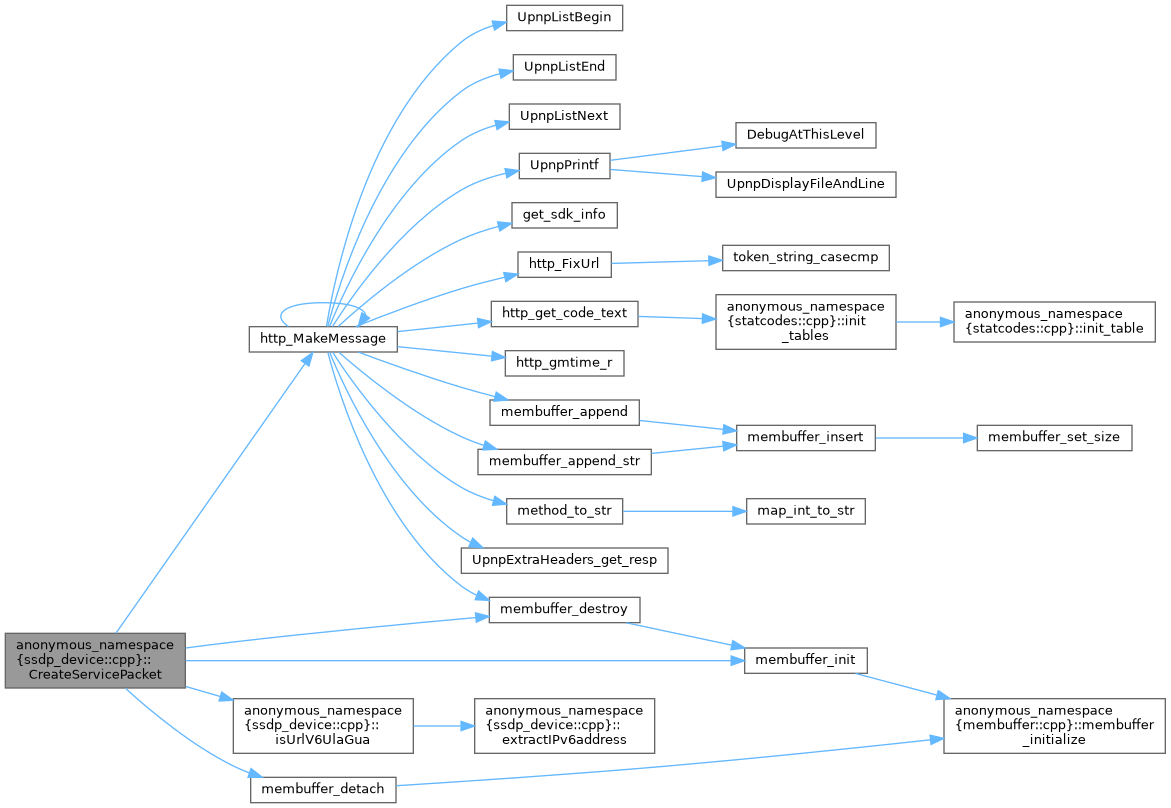 UpnpListBegin
UpnpListEnd
UpnpListNext
DebugAtThisLevel
UpnpPrintf
UpnpDisplayFileAndLine
get_sdk_info
token_string_casecmp
http_FixUrl
http_get_code_text
anonymous_namespace
{statcodes::cpp}::init
_tables
anonymous_namespace
{statcodes::cpp}::init_table
http_MakeMessage
http_gmtime_r
membuffer_append
membuffer_insert
membuffer_set_size
membuffer_append_str
method_to_str
map_int_to_str
UpnpExtraHeaders_get_resp
membuffer_destroy
anonymous_namespace
{ssdp_device::cpp}::
CreateServicePacket
membuffer_init
anonymous_namespace
{ssdp_device::cpp}::
isUrlV6UlaGua
anonymous_namespace
{ssdp_device::cpp}::
extractIPv6address
anonymous_namespace
{membuffer::cpp}::membuffer
_initialize
membuffer_detach